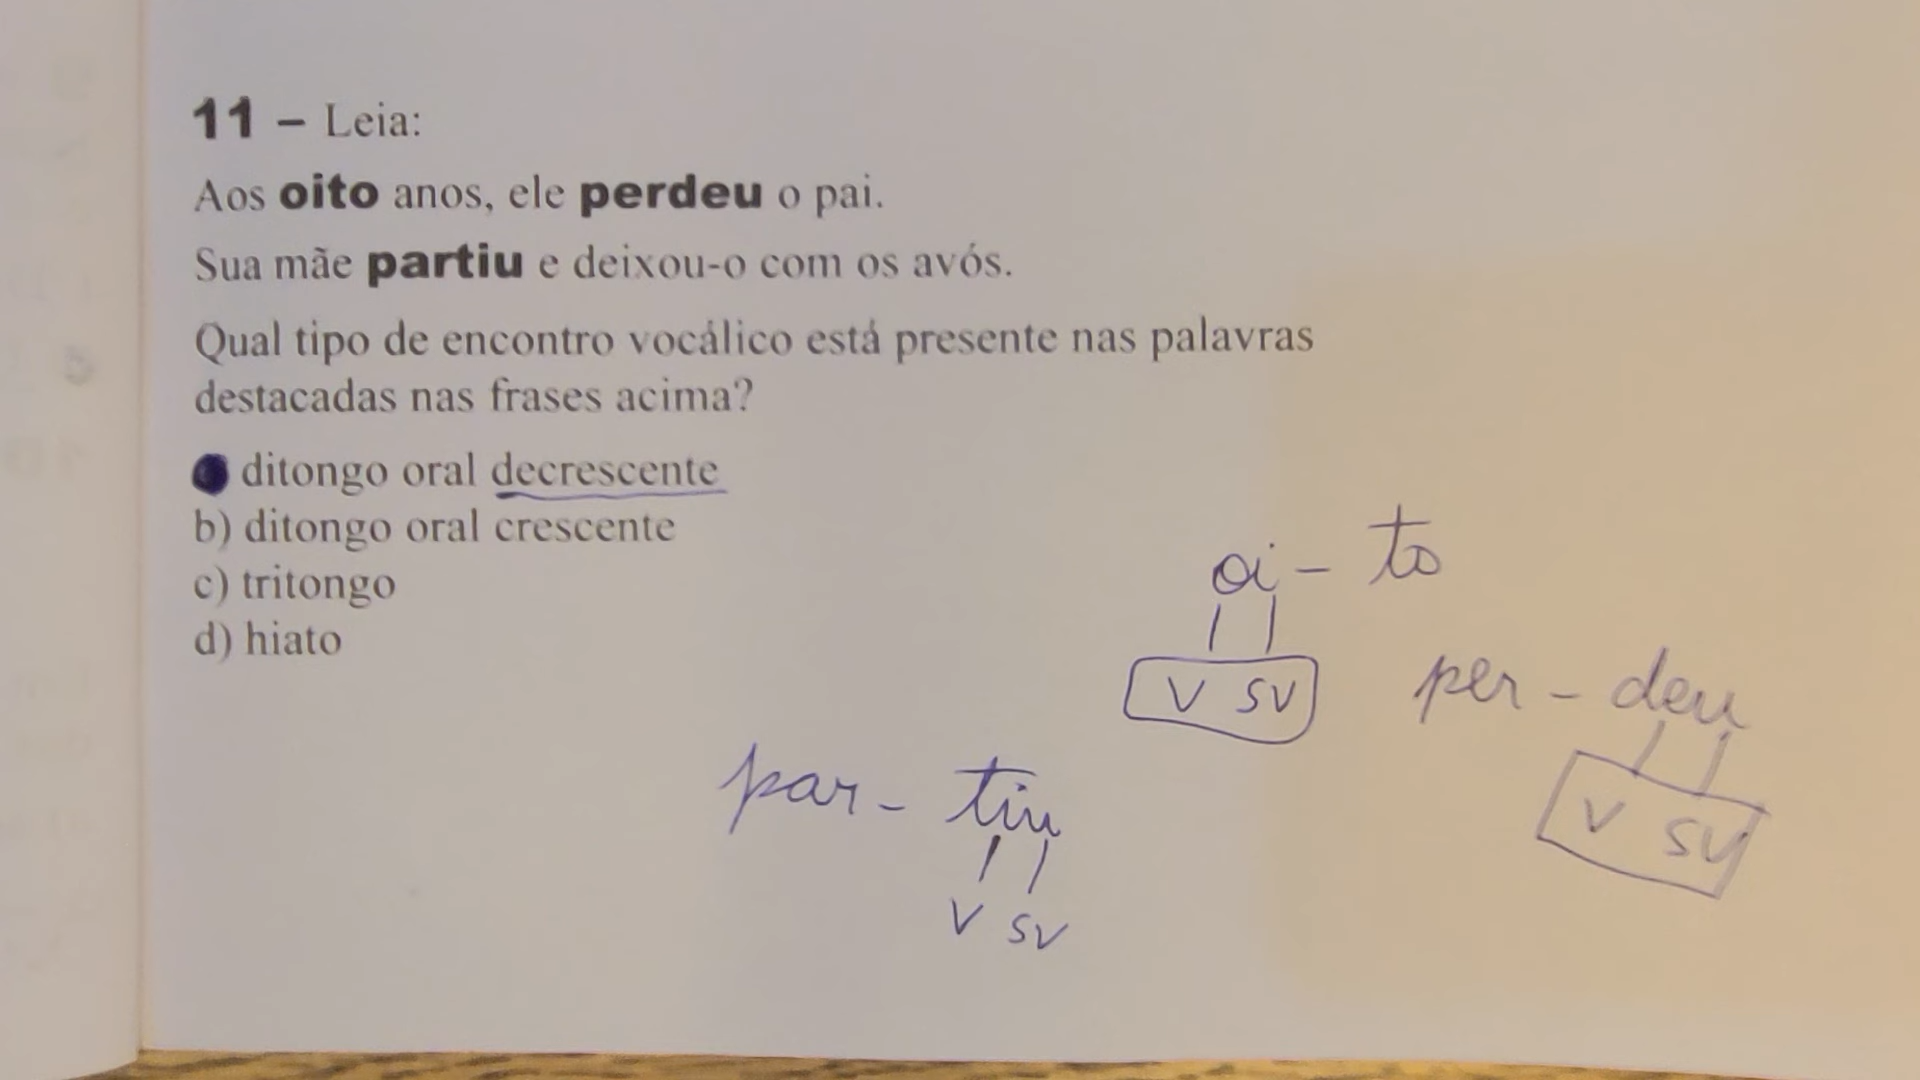 11 – Leia:
Aos oito anos, ele perdeu o pai.
Sua mãe partiu e deixou-o com os avós.
Qual tipo de encontro vocálico está presente nas palavras
destacadas nas frases acima?
ditongo oral decrescente
b) ditongo oral crescente
c) tritongo
d) hiato
oi - to
V SV
per - deu
V SV
par - tiu
V SV